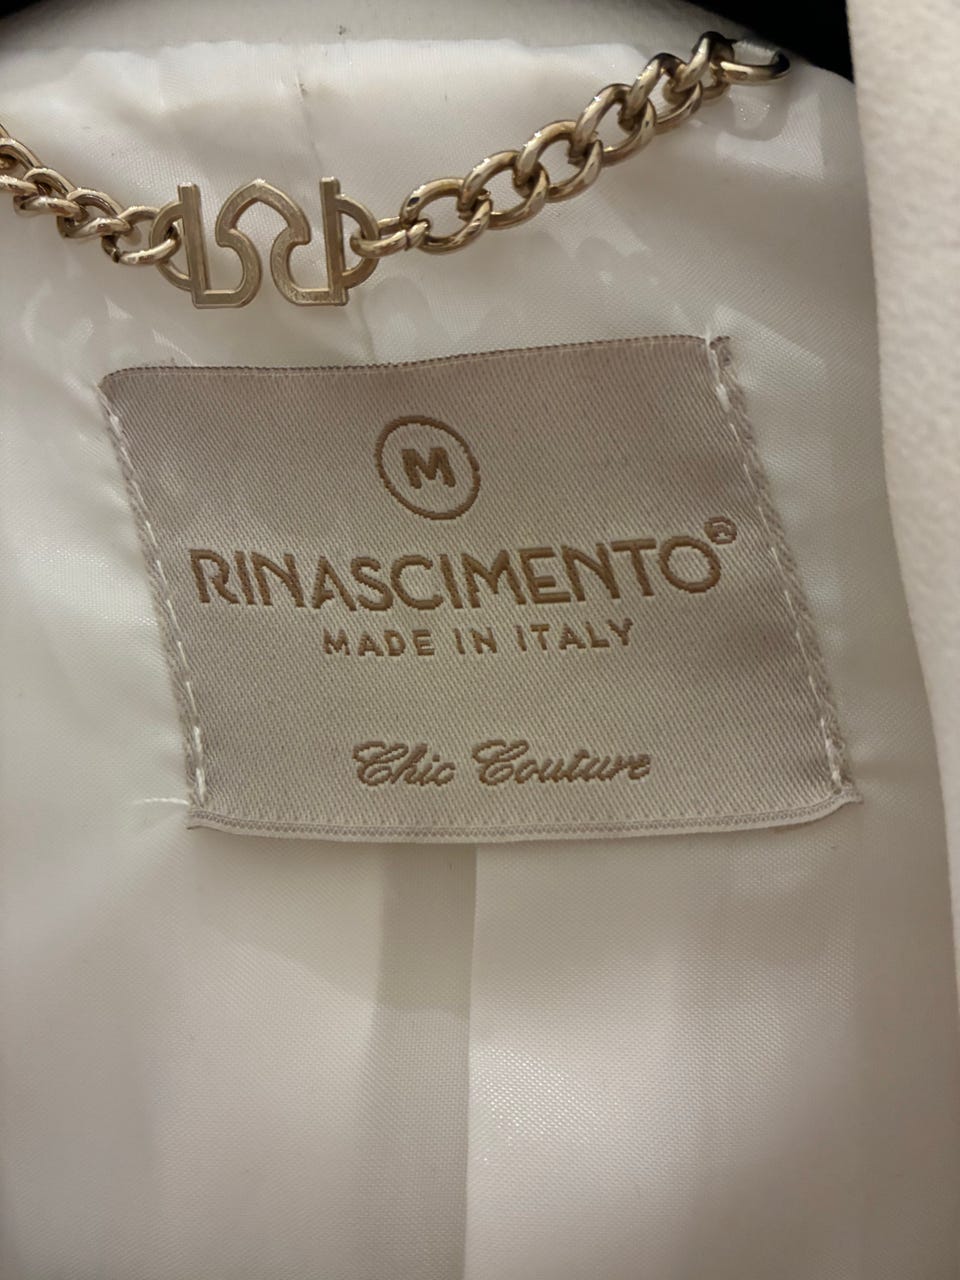 M
RINASCIMENTO®
MADE IN ITALY
Chic Couture